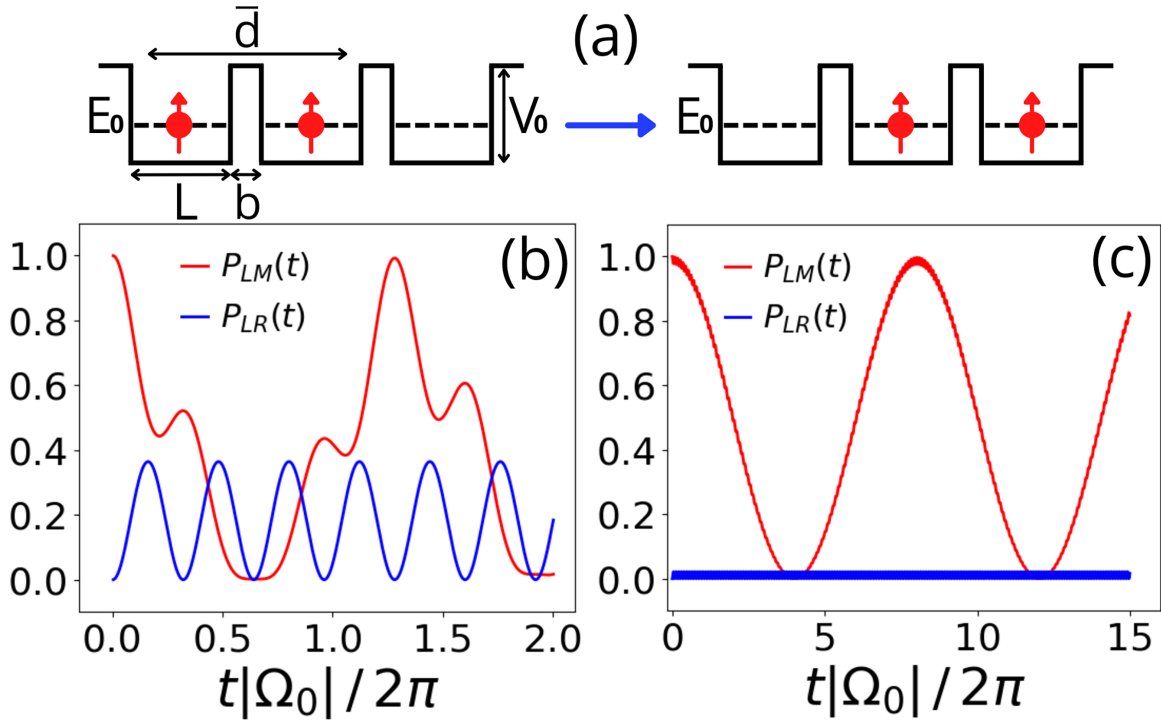 d̄ (a)
E₀ V₀ E₀
L b
(b) (c)
P_LM(t) P_LM(t)
P_LR(t) P_LR(t)
1.0 1.0
0.8 0.8
0.6 0.6
0.4 0.4
0.2 0.2
0.0 0.0
0.0 0.5 1.0 1.5 2.0 0 5 10 15
t|Ω₀| / 2π t|Ω₀| / 2π